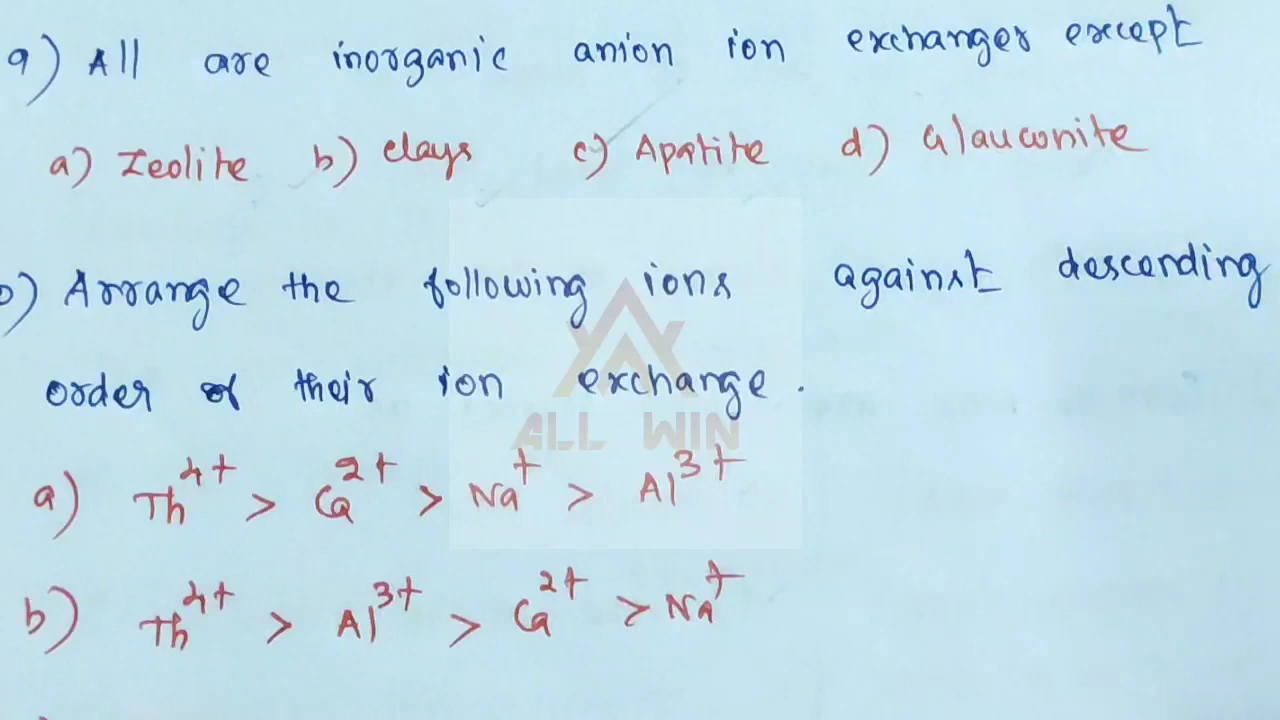 9) All are inorganic anion ion exchanger except
a) Zeolite b) clays c) Apatite d) Glauconite
0) Arrange the following ions against descending
order of their ion exchange.
ALL WIN
a) Th4+ > Ca2+ > Na+ > Al3+
b) Th4+ > Al3+ > Ca2+ > Na+